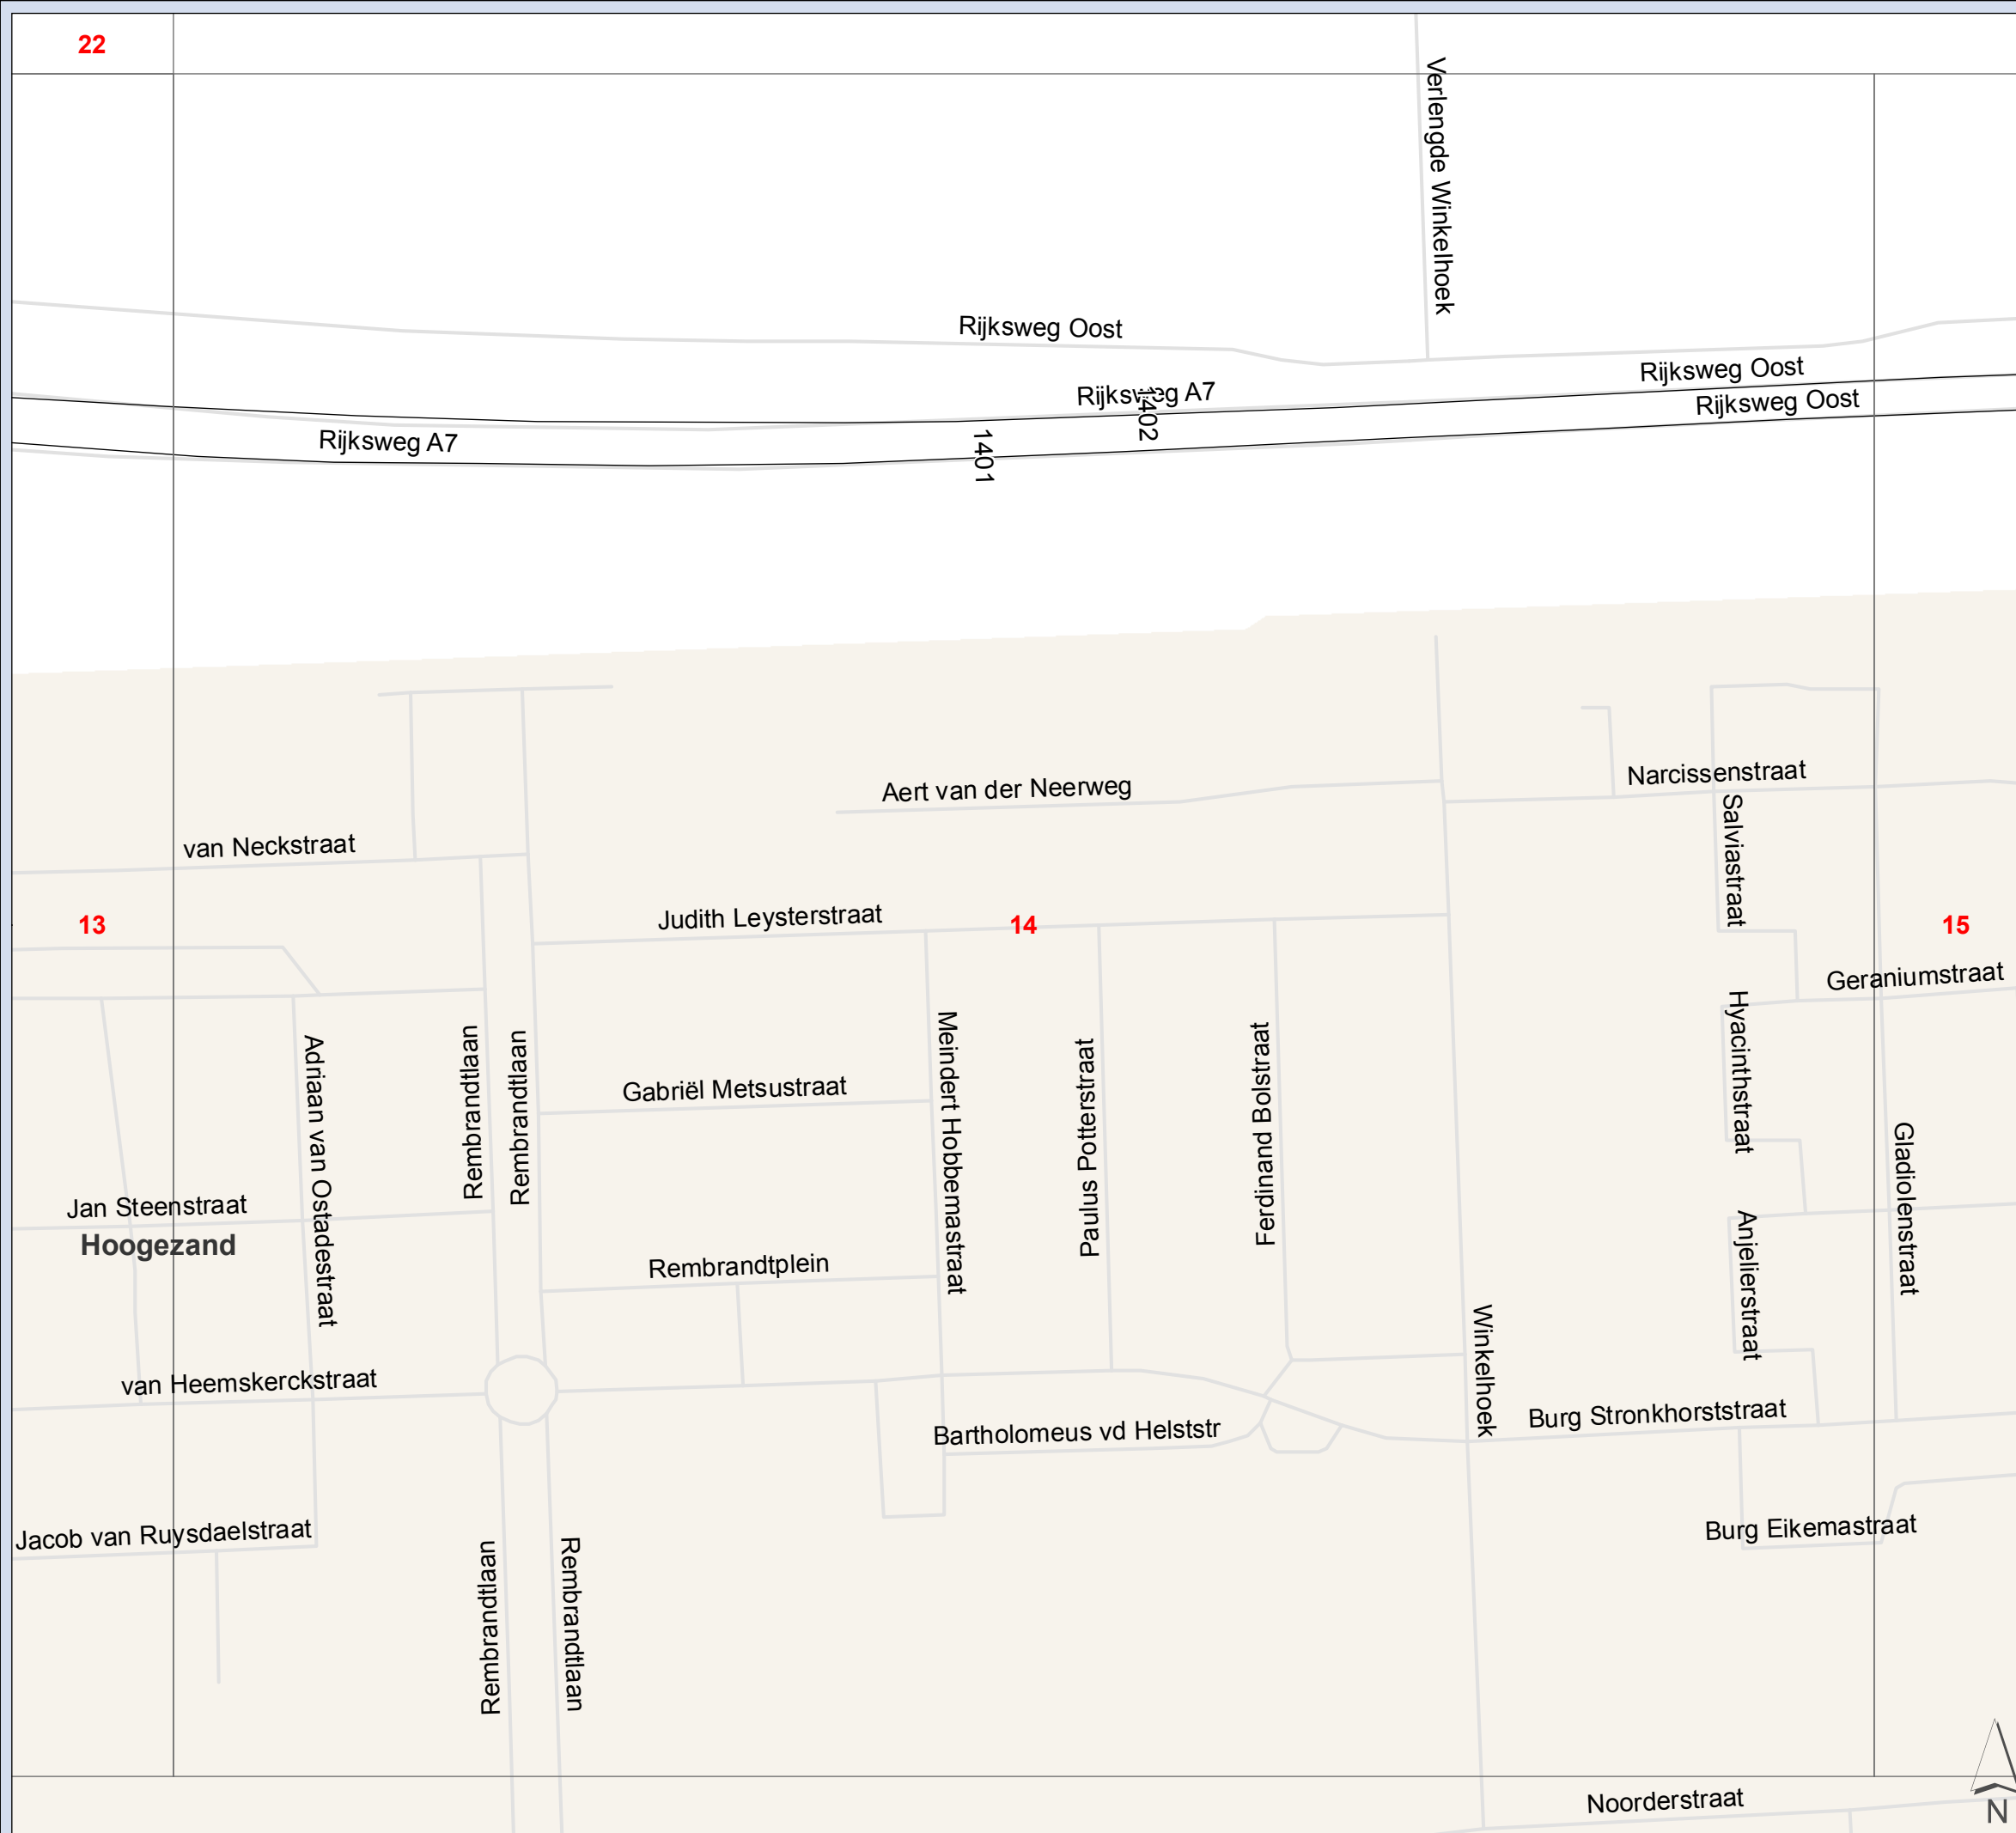 22
Verlengde Winkelhoek
Rijksweg Oost
Rijksweg Oost
Rijksweg A7
1402
Rijksweg Oost
Rijksweg A7
1401
Narcissenstraat
Aert van der Neerweg
Salviastraat
van Neckstraat
Judith Leysterstraat
13
14
15
Geraniumstraat
Hyacinthstraat
Adriaan van Ostadestraat
Rembrandtlaan
Rembrandtlaan
Meindert Hobbemastraat
Paulus Potterstraat
Ferdinand Bolstraat
Gabriël Metsustraat
Gladiolenstraat
Jan Steenstraat
Hoogezand
Anjelierstraat
Rembrandtplein
Winkelhoek
van Heemskerckstraat
Burg Stronkhorststraat
Bartholomeus vd Helststr
Jacob van Ruysdaelstraat
Burg Eikemastraat
Rembrandtlaan
Rembrandtlaan
Noorderstraat
N